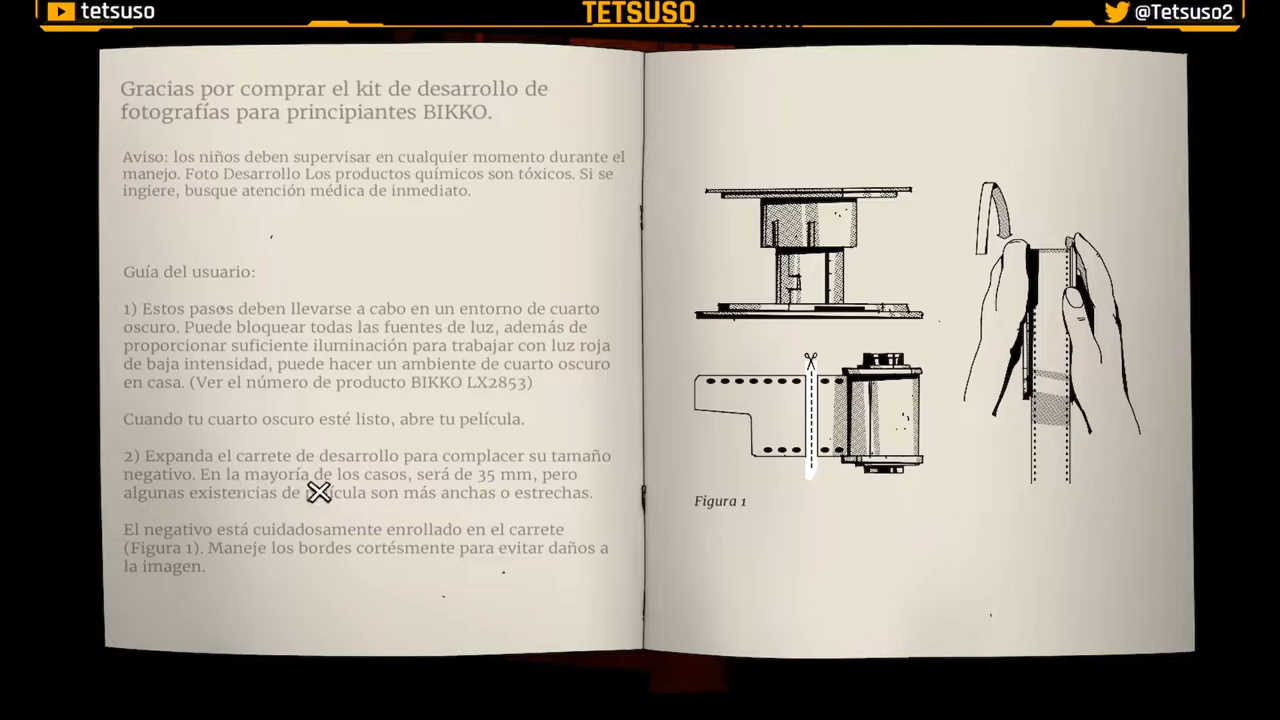 tetsuso
TETSUSO
@Tetsuso2
Gracias por comprar el kit de desarrollo de
fotografías para principiantes BIKKO.
Aviso: los niños deben supervisar en cualquier momento durante el
manejo. Foto Desarrollo Los productos químicos son tóxicos. Si se
ingiere, busque atención médica de inmediato.
Guía del usuario:
1) Estos pasos deben llevarse a cabo en un entorno de cuarto
oscuro. Puede bloquear todas las fuentes de luz, además de
proporcionar suficiente iluminación para trabajar con luz roja
de baja intensidad, puede hacer un ambiente de cuarto oscuro
en casa. (Ver el número de producto BIKKO LX2853)
Cuando tu cuarto oscuro esté listo, abre tu película.
2) Expanda el carrete de desarrollo para complacer su tamaño
negativo. En la mayoría de los casos, será de 35 mm, pero
algunas existencias de película son más anchas o estrechas.
El negativo está cuidadosamente enrollado en el carrete
(Figura 1). Maneje los bordes cortésmente para evitar daños a
la imagen.
Figura 1